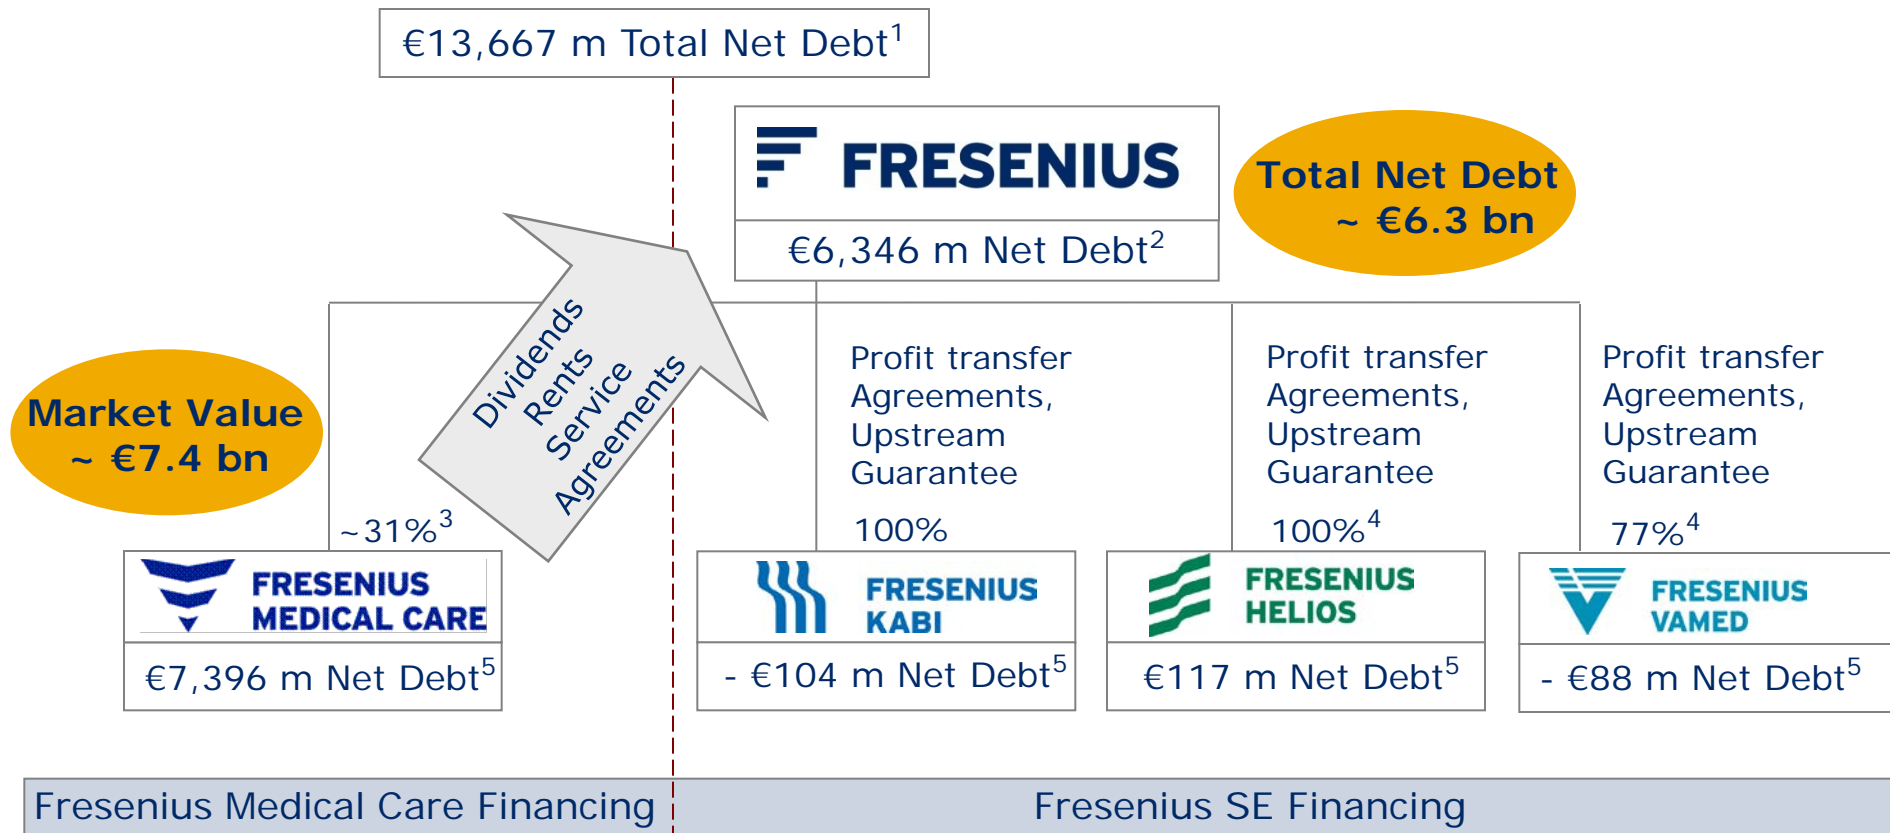 €13,667 m Total Net Debt¹
FRESENIUS
€6,346 m Net Debt²
Total Net Debt
~ €6.3 bn
Market Value
~ €7.4 bn
Dividends
Rents
Service
Agreements
Profit transfer
Agreements,
Upstream
Guarantee
100%
Profit transfer
Agreements,
Upstream
Guarantee
100%⁴
Profit transfer
Agreements,
Upstream
Guarantee
77%⁴
~31%³
FRESENIUS
MEDICAL CARE
€7,396 m Net Debt⁵
FRESENIUS
KABI
- €104 m Net Debt⁵
FRESENIUS
HELIOS
€117 m Net Debt⁵
FRESENIUS
VAMED
- €88 m Net Debt⁵
Fresenius Medical Care Financing
Fresenius SE Financing